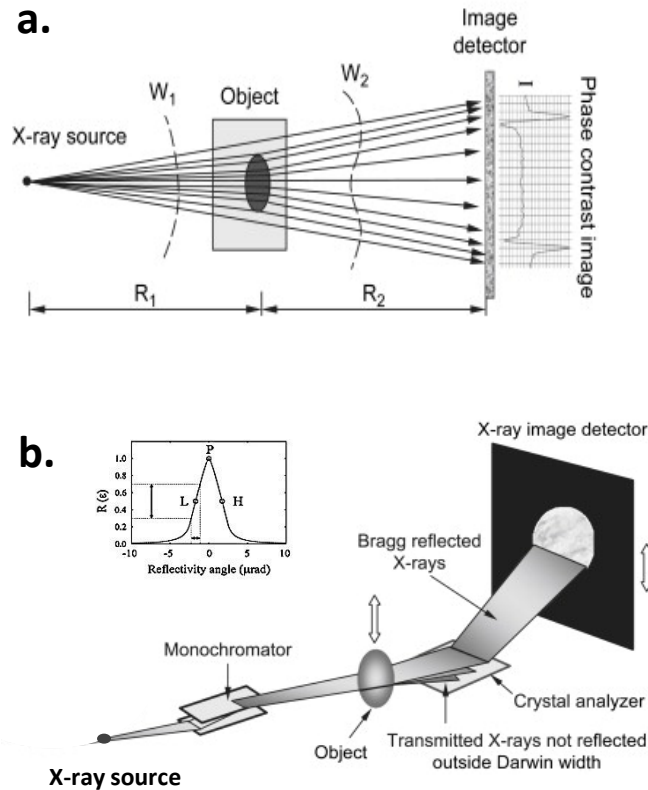 a.
Image
detector
W1
Object
W2
X-ray source
I
Phase contrast image
R1
R2
b.
P
L
H
R (ε)
1.0
0.8
0.6
0.4
0.2
0.0
-10
-5
0
5
10
Reflectivity angle (μrad)
X-ray image detector
Bragg reflected
X-rays
Monochromator
Crystal analyzer
Object
Transmitted X-rays not reflected
outside Darwin width
X-ray source